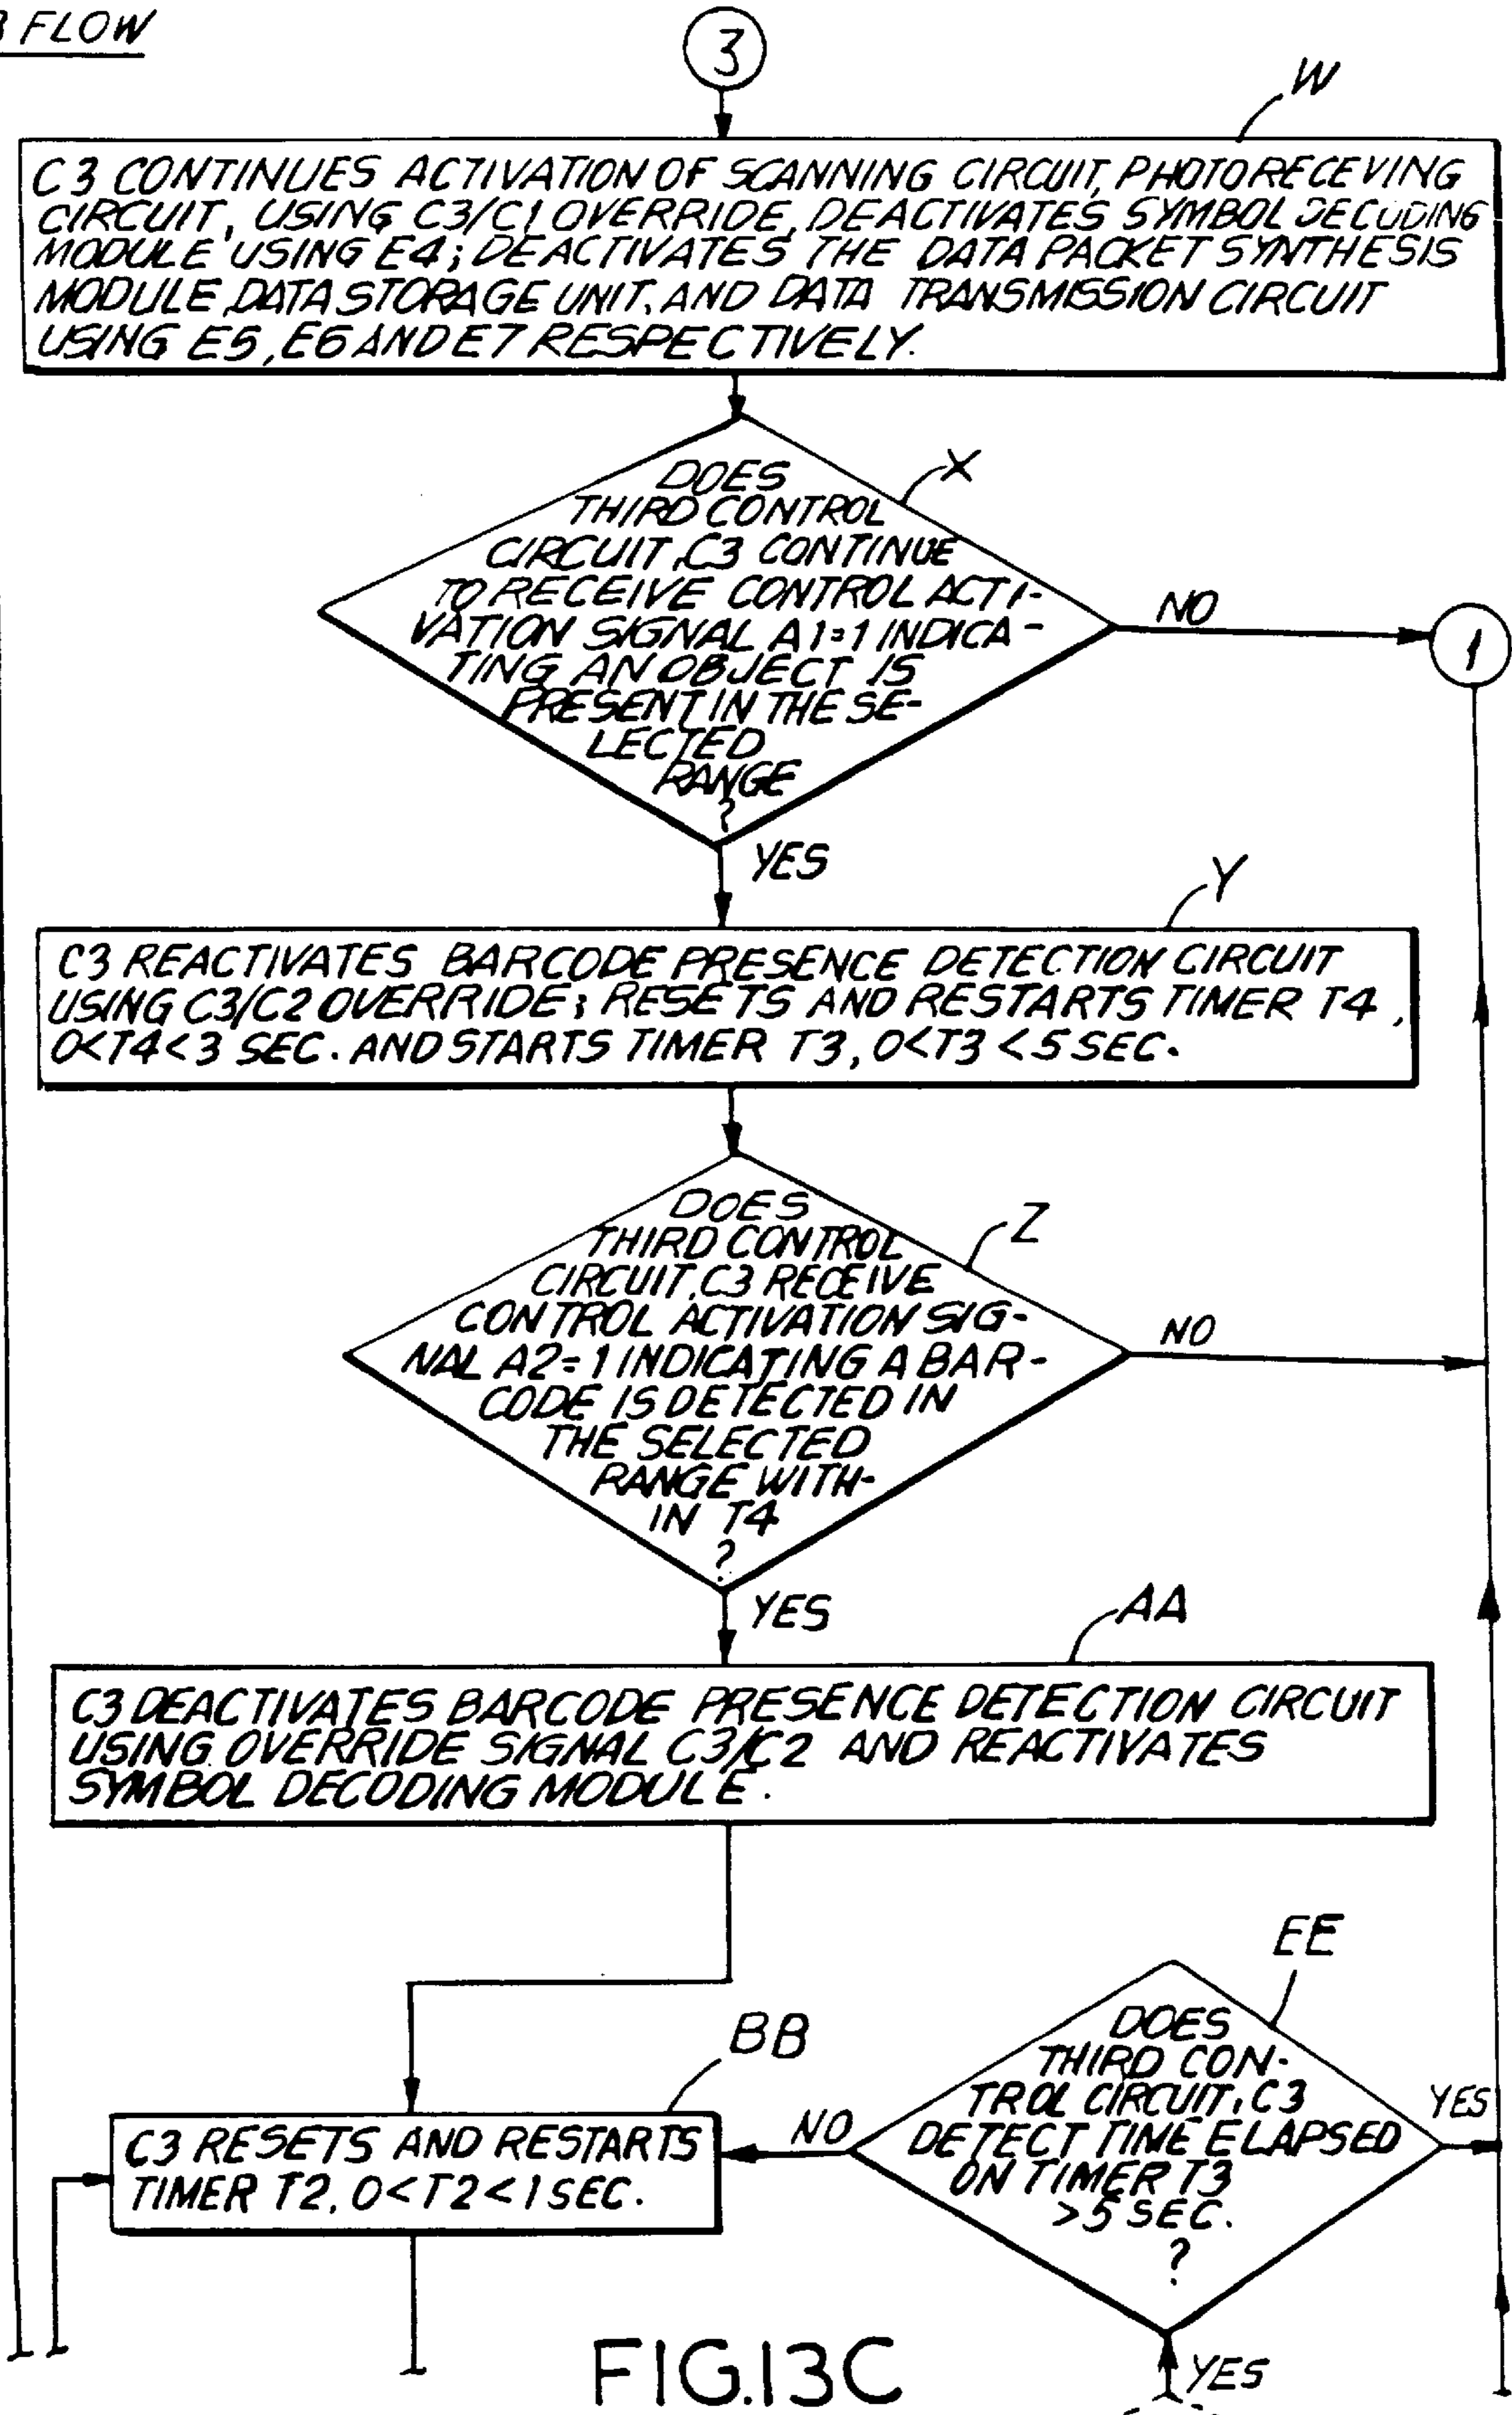 B FLOW
3
W
C3 CONTINUES ACTIVATION OF SCANNING CIRCUIT, PHOTORECEVING
CIRCUIT, USING C3/C1 OVERRIDE, DEACTIVATES SYMBOL DECODING
MODULE USING E4; DEACTIVATES THE DATA PACKET SYNTHESIS
MODULE, DATA STORAGE UNIT, AND DATA TRANSMISSION CIRCUIT
USING E5, E6 AND E7 RESPECTIVELY.
X
DOES
THIRD CONTROL
CIRCUIT, C3 CONTINUE
TO RECEIVE CONTROL ACTI-
VATION SIGNAL A1=1 INDICA-
TING AN OBJECT IS
PRESENT IN THE SE-
LECTED
RANGE
?
NO
1
YES
Y
C3 REACTIVATES BARCODE PRESENCE DETECTION CIRCUIT
USING C3/C2 OVERRIDE; RESETS AND RESTARTS TIMER T4,
0<T4<3 SEC. AND STARTS TIMER T3, 0<T3<5 SEC.
Z
DOES
THIRD CONTROL
CIRCUIT, C3 RECEIVE
CONTROL ACTIVATION SIG-
NAL A2=1 INDICATING A BAR-
CODE IS DETECTED IN
THE SELECTED
RANGE WITH-
IN T4
?
NO
YES
AA
C3 DEACTIVATES BARCODE PRESENCE DETECTION CIRCUIT
USING OVERRIDE SIGNAL C3/C2 AND REACTIVATES
SYMBOL DECODING MODULE.
EE
DOES
THIRD CON-
TROL CIRCUIT, C3
DETECT TIME ELAPSED
ON TIMER T3
>5 SEC.
?
YES
NO
BB
C3 RESETS AND RESTARTS
TIMER T2, 0<T2<1 SEC.
YES
FIG.13C